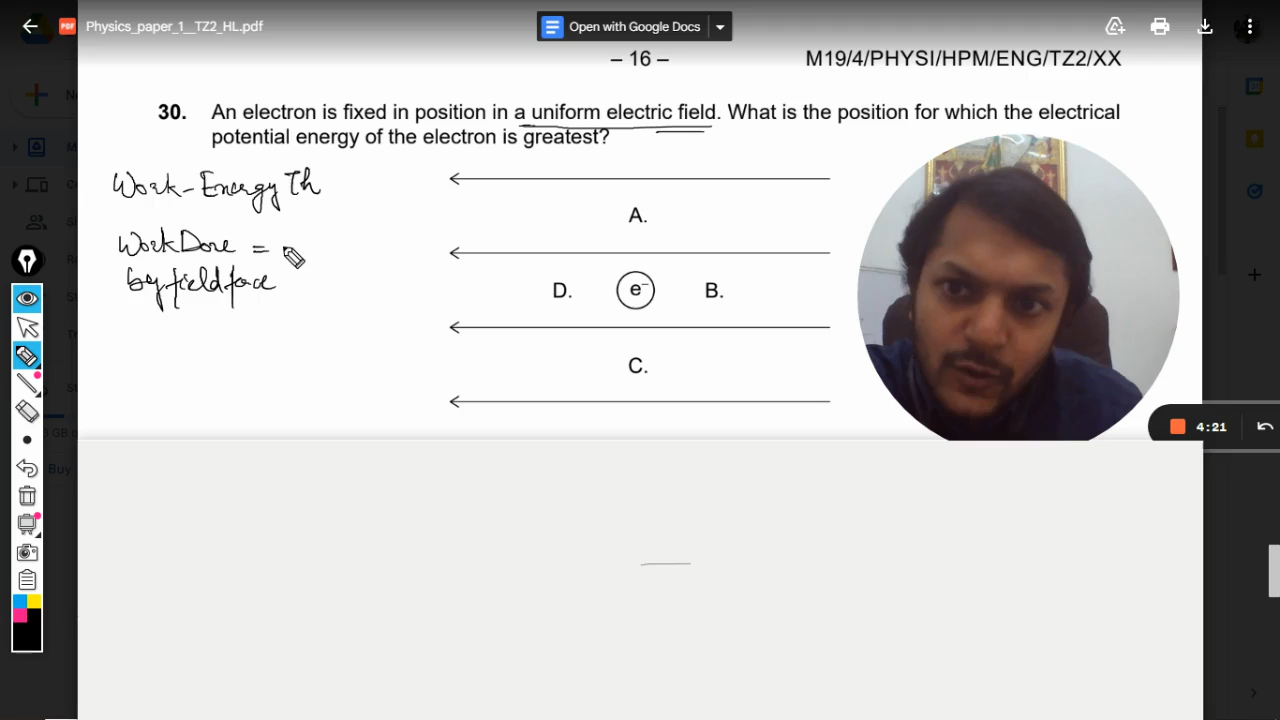 PDF Physics_paper_1__TZ2_HL.pdf
Open with Google Docs
– 16 –
M19/4/PHYSI/HPM/ENG/TZ2/XX
30. An electron is fixed in position in a uniform electric field. What is the position for which the electrical
potential energy of the electron is greatest?
Work-Energy Th
A.
Work Done =
by field force
D. e⁻ B.
C.
4:21
Buy